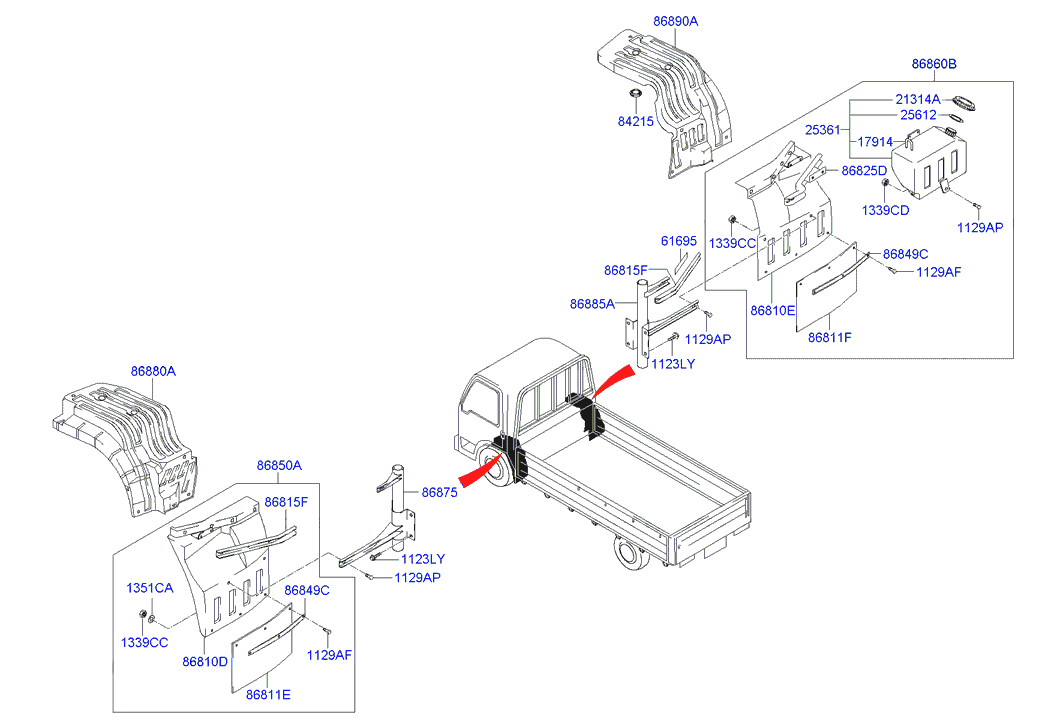 86890A
86860B
21314A
25612
84215
25361
17914
86825D
1339CD
1129AP
61695
1339CC
86849C
86815F
1129AF
86885A
86810E
86811F
1129AP
1123LY
86880A
86850A
86875
86815F
1123LY
1129AP
1351CA
86849C
1339CC
86810D
1129AF
86811E